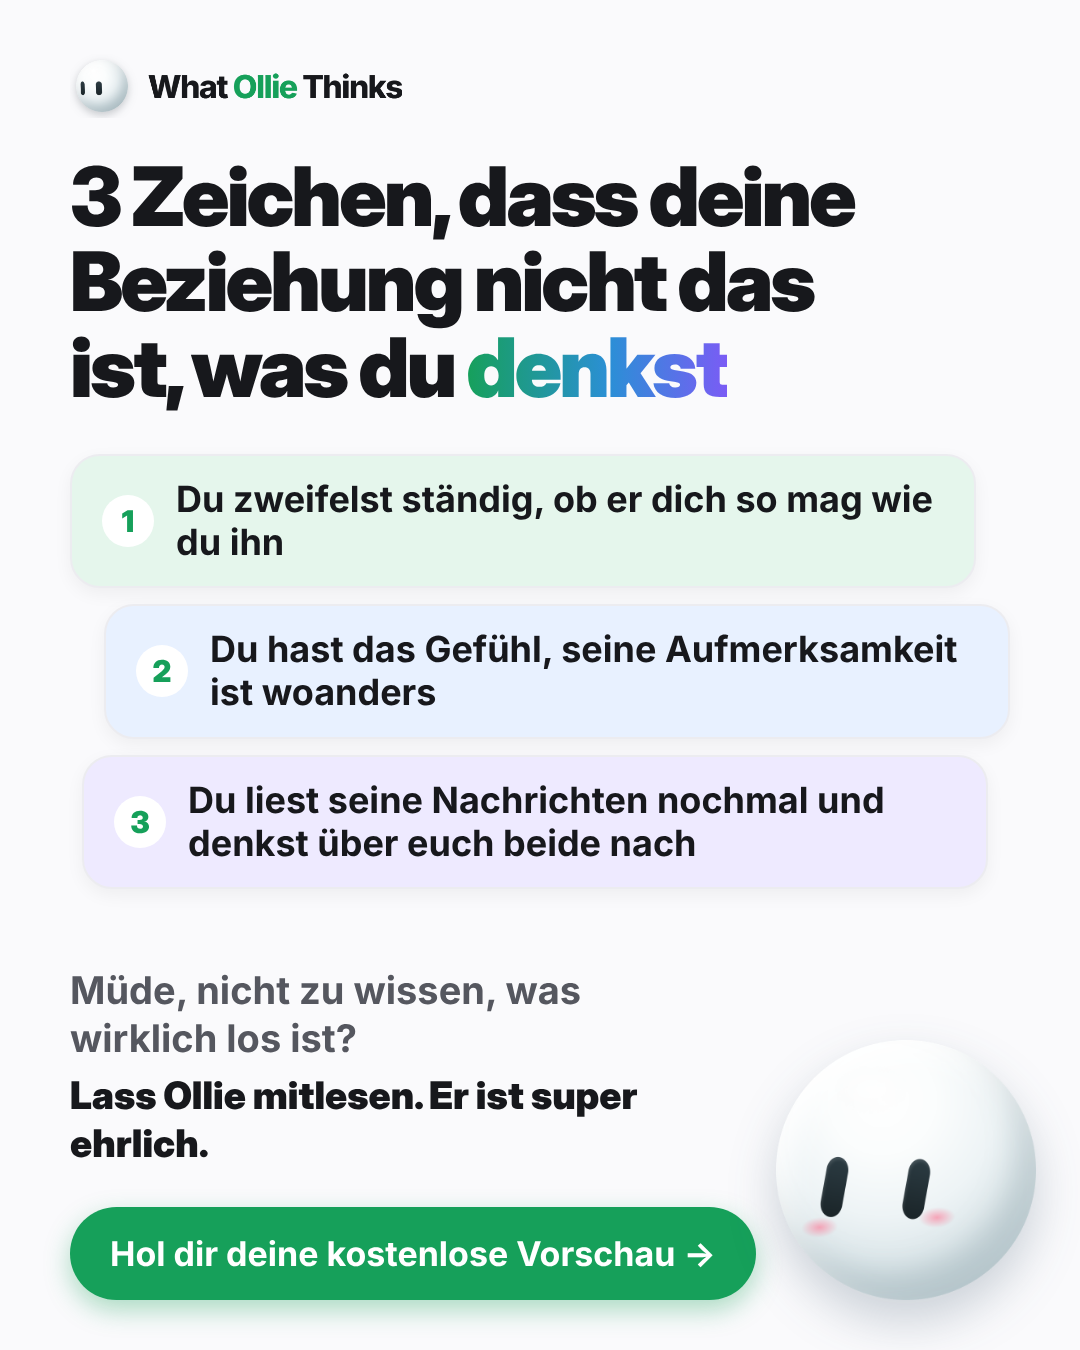 What Ollie Thinks
3 Zeichen, dass deine
Beziehung nicht das
ist, was du denkst
1
Du zweifelst ständig, ob er dich so mag wie
du ihn
2
Du hast das Gefühl, seine Aufmerksamkeit
ist woanders
3
Du liest seine Nachrichten nochmal und
denkst über euch beide nach
Müde, nicht zu wissen, was
wirklich los ist?
Lass Ollie mitlesen. Er ist super
ehrlich.
Hol dir deine kostenlose Vorschau →